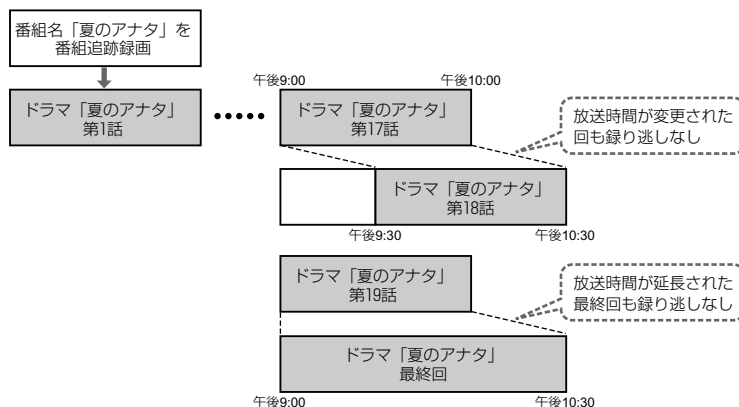 番組名「夏のアナタ」を
番組追跡録画
午後9:00
午後10:00
ドラマ「夏のアナタ」
第1話
ドラマ「夏のアナタ」
第17話
放送時間が変更された
回も録り逃しなし
ドラマ「夏のアナタ」
第18話
午後9:30
午後10:30
ドラマ「夏のアナタ」
第19話
放送時間が延長された
最終回も録り逃しなし
ドラマ「夏のアナタ」
最終回
午後9:00
午後10:30